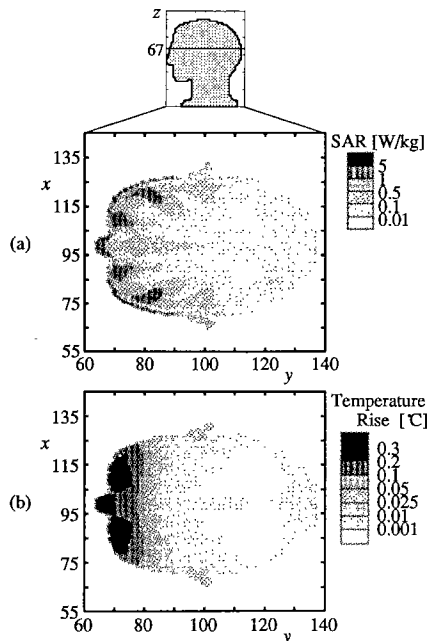 z
67
SAR [W/kg]
5
1
0.5
0.1
0.01
135
x
115
95
75
55
(a)
60 80 100 120 140
y
Temperature
Rise [℃]
0.3
0.2
0.1
0.05
0.025
0.01
0.001
135
x
115
95
75
55
(b)
60 80 100 120 140
y